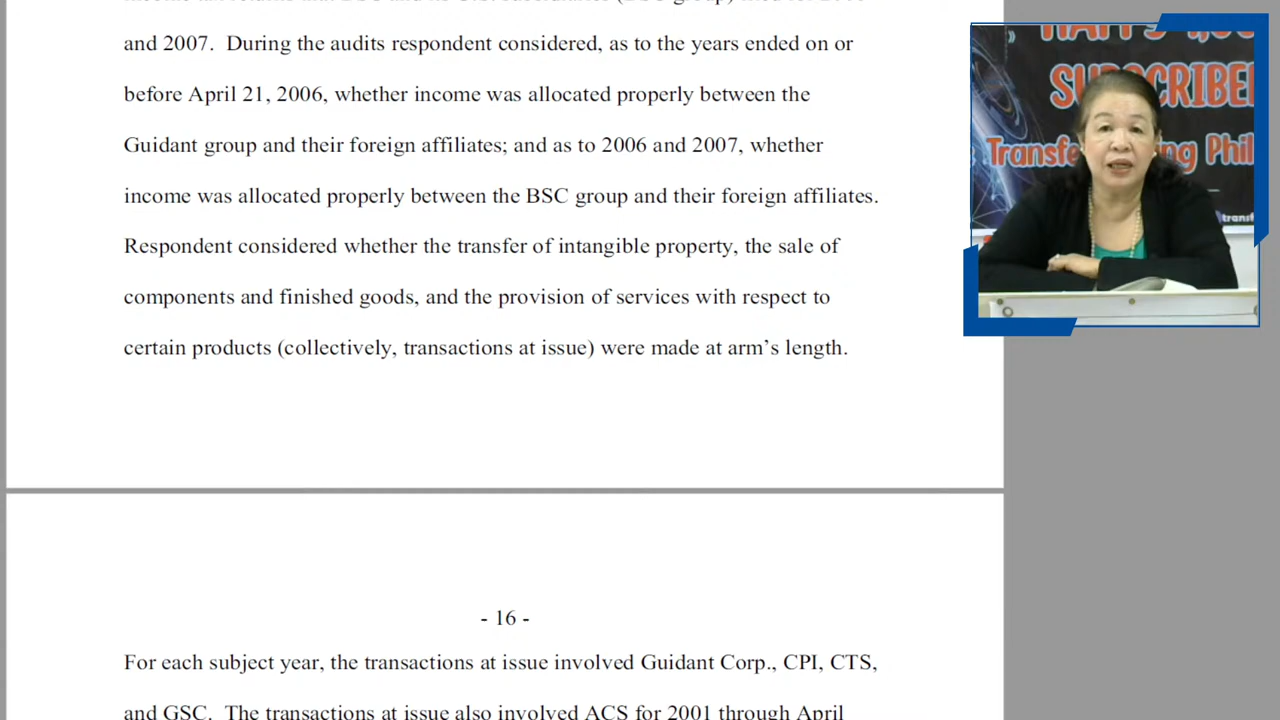 and 2007. During the audits respondent considered, as to the years ended on or
before April 21, 2006, whether income was allocated properly between the
Guidant group and their foreign affiliates; and as to 2006 and 2007, whether
income was allocated properly between the BSC group and their foreign affiliates.
Respondent considered whether the transfer of intangible property, the sale of
components and finished goods, and the provision of services with respect to
certain products (collectively, transactions at issue) were made at arm's length.
- 16 -
For each subject year, the transactions at issue involved Guidant Corp., CPI, CTS,
and GSC. The transactions at issue also involved ACS for 2001 through April